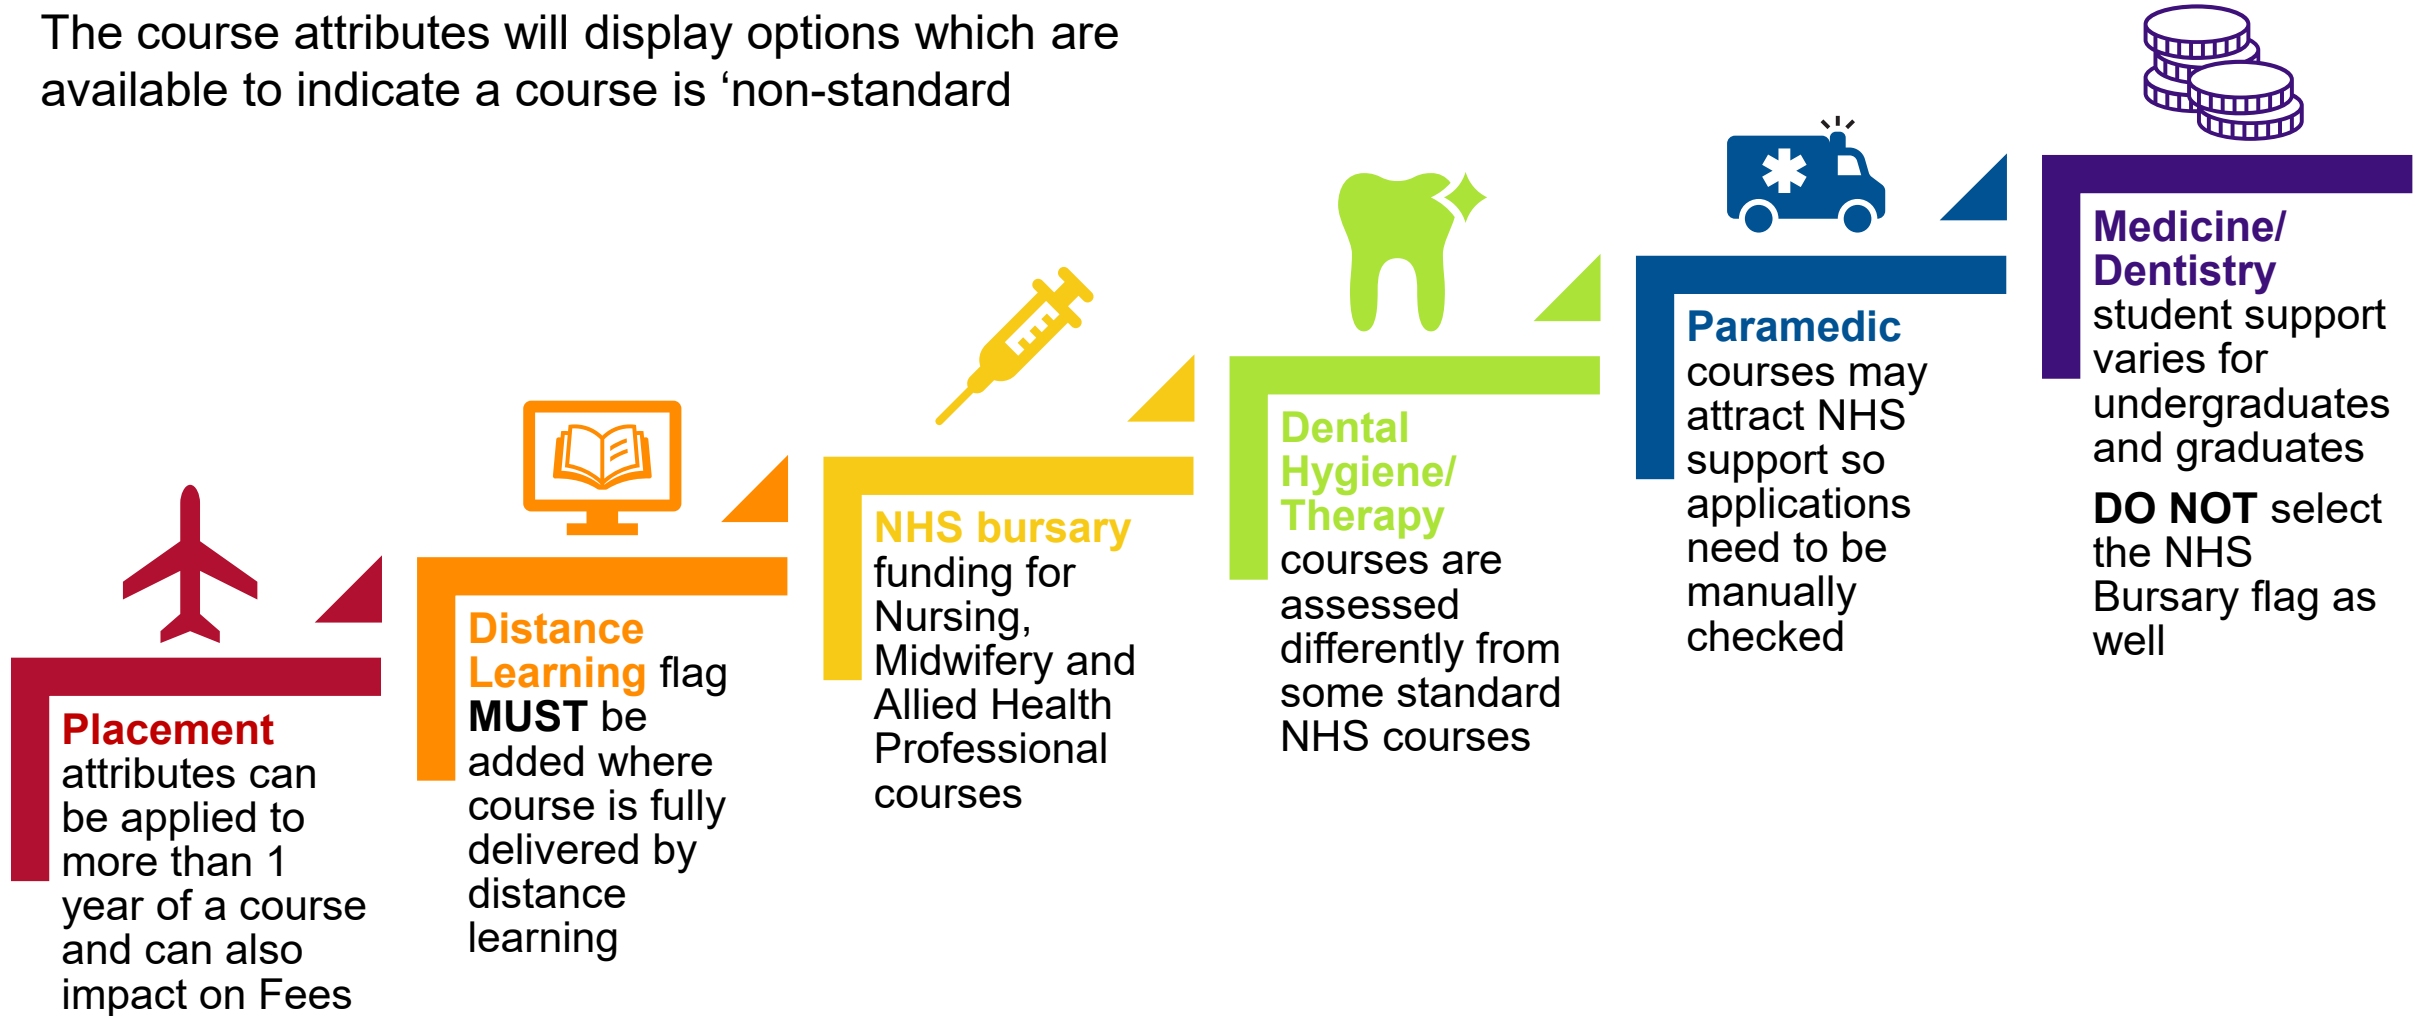 The course attributes will display options which are
available to indicate a course is ‘non-standard
Placement
attributes can
be applied to
more than 1
year of a course
and can also
impact on Fees
Distance
Learning flag
MUST be
added where
course is fully
delivered by
distance
learning
NHS bursary
funding for
Nursing,
Midwifery and
Allied Health
Professional
courses
Dental
Hygiene/
Therapy
courses are
assessed
differently from
some standard
NHS courses
Paramedic
courses may
attract NHS
support so
applications
need to be
manually
checked
Medicine/
Dentistry
student support
varies for
undergraduates
and graduates
DO NOT select
the NHS
Bursary flag as
well